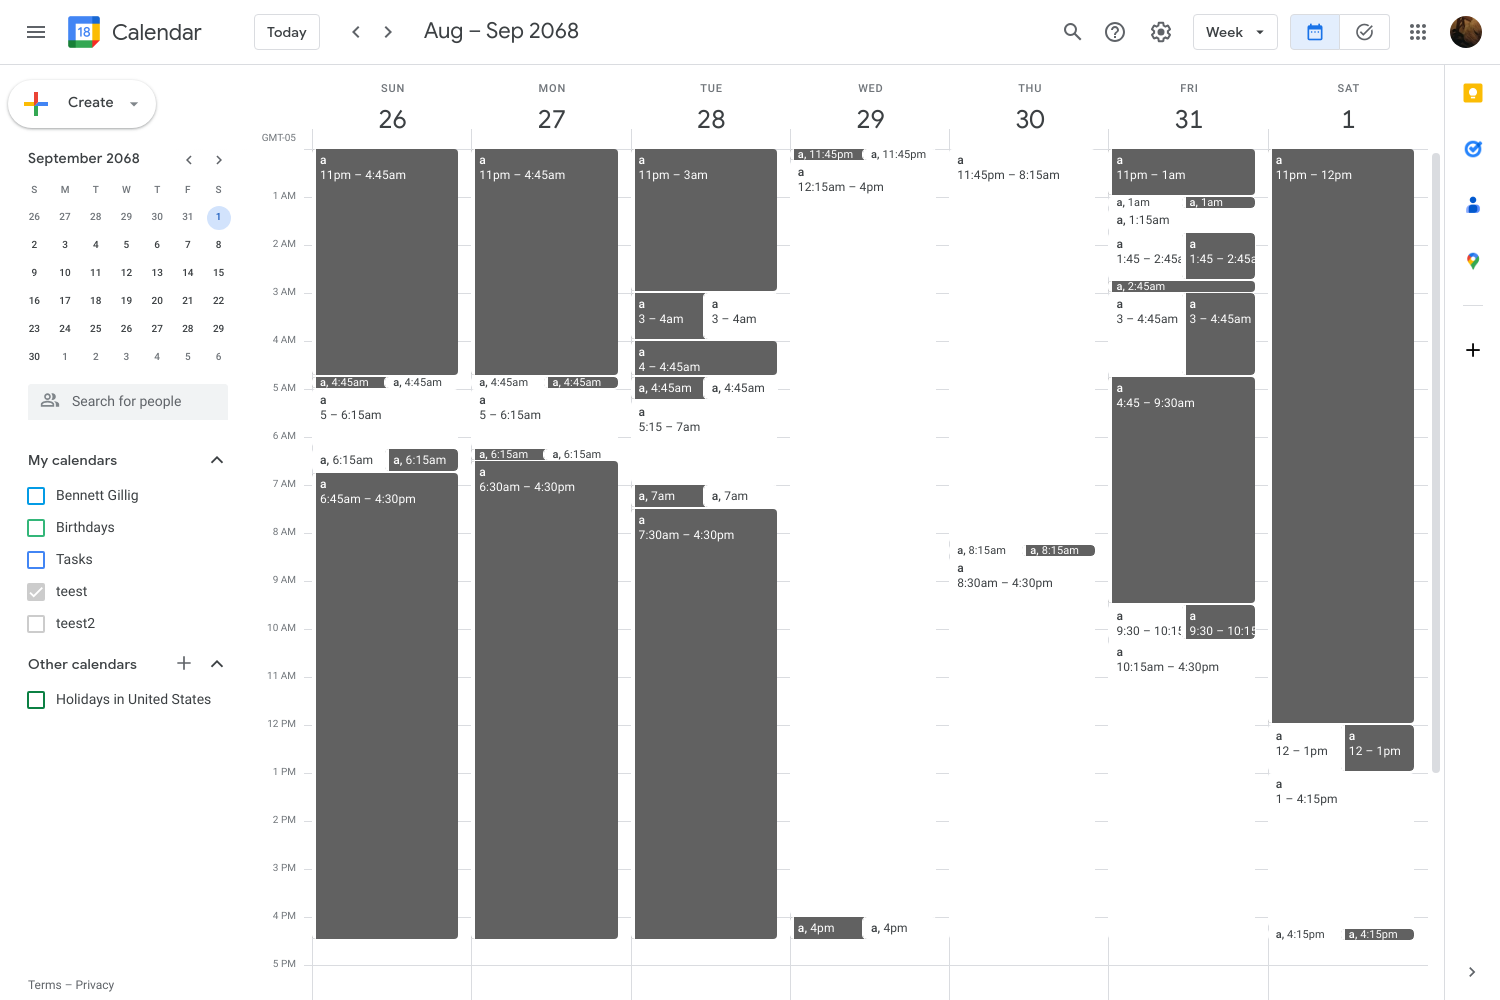 18 Calendar Today Aug – Sep 2068 Week
Create
September 2068
S M T W T F S
26 27 28 29 30 31 1
2 3 4 5 6 7 8
9 10 11 12 13 14 15
16 17 18 19 20 21 22
23 24 25 26 27 28 29
30 1 2 3 4 5 6
Search for people
My calendars
Bennett Gillig
Birthdays
Tasks
teest
teest2
Other calendars
Holidays in United States
Terms – Privacy
GMT-05
1 AM
2 AM
3 AM
4 AM
5 AM
6 AM
7 AM
8 AM
9 AM
10 AM
11 AM
12 PM
1 PM
2 PM
3 PM
4 PM
5 PM
SUN
26
a
11pm – 4:45am
a, 4:45am a, 4:45am
a
5 – 6:15am
a, 6:15am a, 6:15am
a
6:45am – 4:30pm
MON
27
a
11pm – 4:45am
a, 4:45am a, 4:45am
a
5 – 6:15am
a, 6:15am a, 6:15am
a
6:30am – 4:30pm
TUE
28
a
11pm – 3am
a a
3 – 4am 3 – 4am
a
4 – 4:45am
a, 4:45am a, 4:45am
a
5:15 – 7am
a, 7am a, 7am
a
7:30am – 4:30pm
WED
29
a, 11:45pm a, 11:45pm
a
12:15am – 4pm
a, 4pm a, 4pm
THU
30
a
11:45pm – 8:15am
a, 8:15am a, 8:15am
a
8:30am – 4:30pm
FRI
31
a
11pm – 1am
a, 1am a, 1am
a, 1:15am
a a
1:45 – 2:45a 1:45 – 2:45a
a, 2:45am
a a
3 – 4:45am 3 – 4:45am
a
4:45 – 9:30am
a a
9:30 – 10:15 9:30 – 10:15
a
10:15am – 4:30pm
SAT
1
a
11pm – 12pm
a a
12 – 1pm 12 – 1pm
a
1 – 4:15pm
a, 4:15pm a, 4:15pm